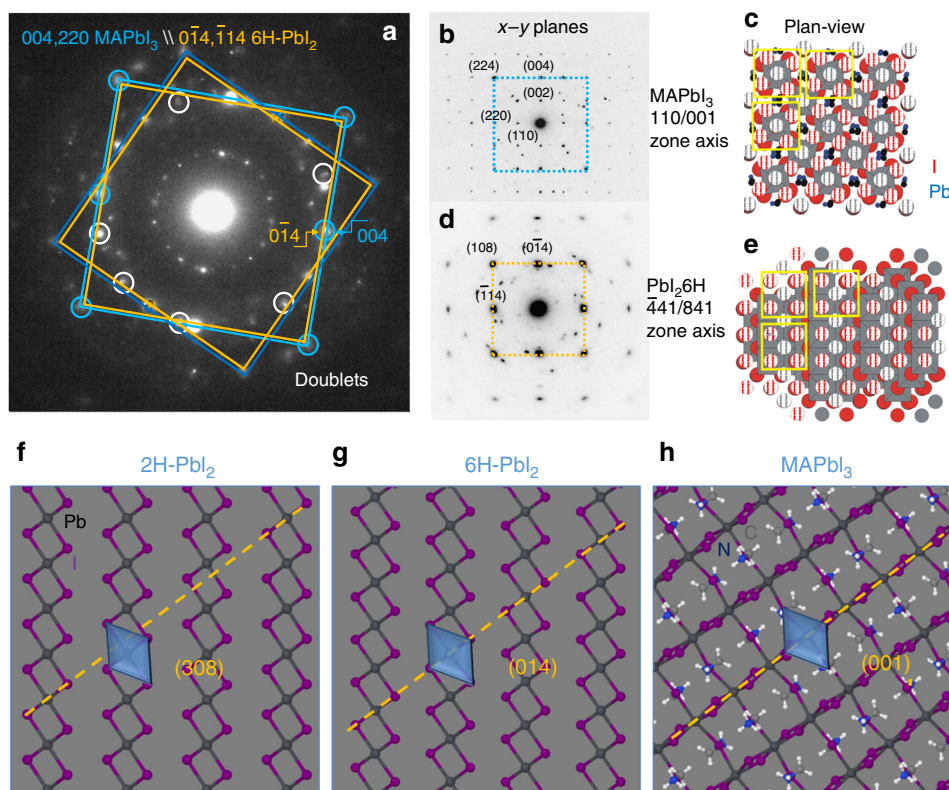 a
004,220 MAPbI₃ \\ 01̄4,1̄14 6H-PbI₂
01̄4
004
Doublets
b
x–y planes
(224)
(004)
(002)
(220)
(1̄10)
MAPbI₃
110/001
zone axis
c
Plan-view
I
Pb
d
(108)
(01̄4)
(1̄14)
PbI₂6H
4̄41/841
zone axis
e
f
2H-PbI₂
Pb
I
(308)
g
6H-PbI₂
(014)
h
MAPbI₃
C
N
(001)